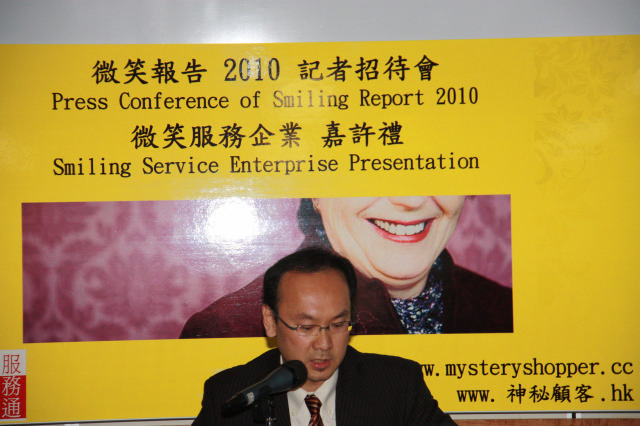 微笑報告 2010 記者招待會
Press Conference of Smiling Report 2010
微笑服務企業 嘉許禮
Smiling Service Enterprise Presentation
服務通
.mysteryshopper.cc
www. 神秘顧客 .hk